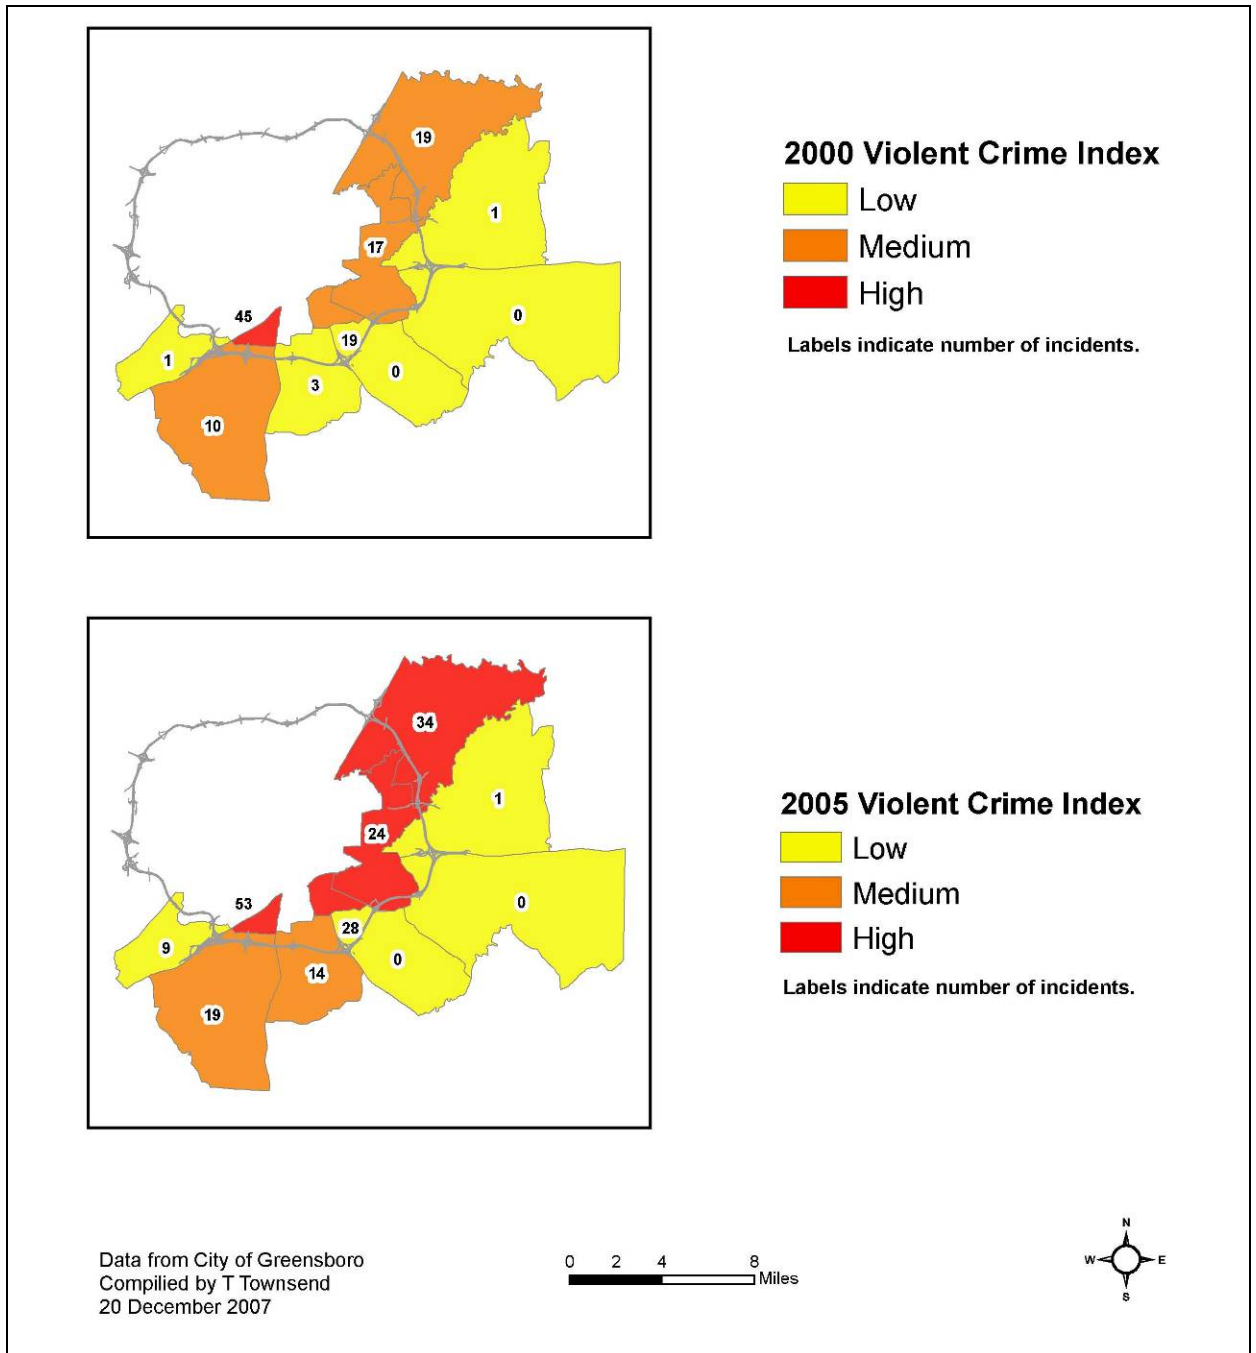 2000 Violent Crime Index
Low
Medium
High
Labels indicate number of incidents.
19
1
17
0
45
19
1
3
0
10
2005 Violent Crime Index
Low
Medium
High
Labels indicate number of incidents.
34
1
24
0
53
28
9
14
0
19
Data from City of Greensboro
Compilied by T Townsend
20 December 2007
0 2 4 8
Miles
N
W E
S